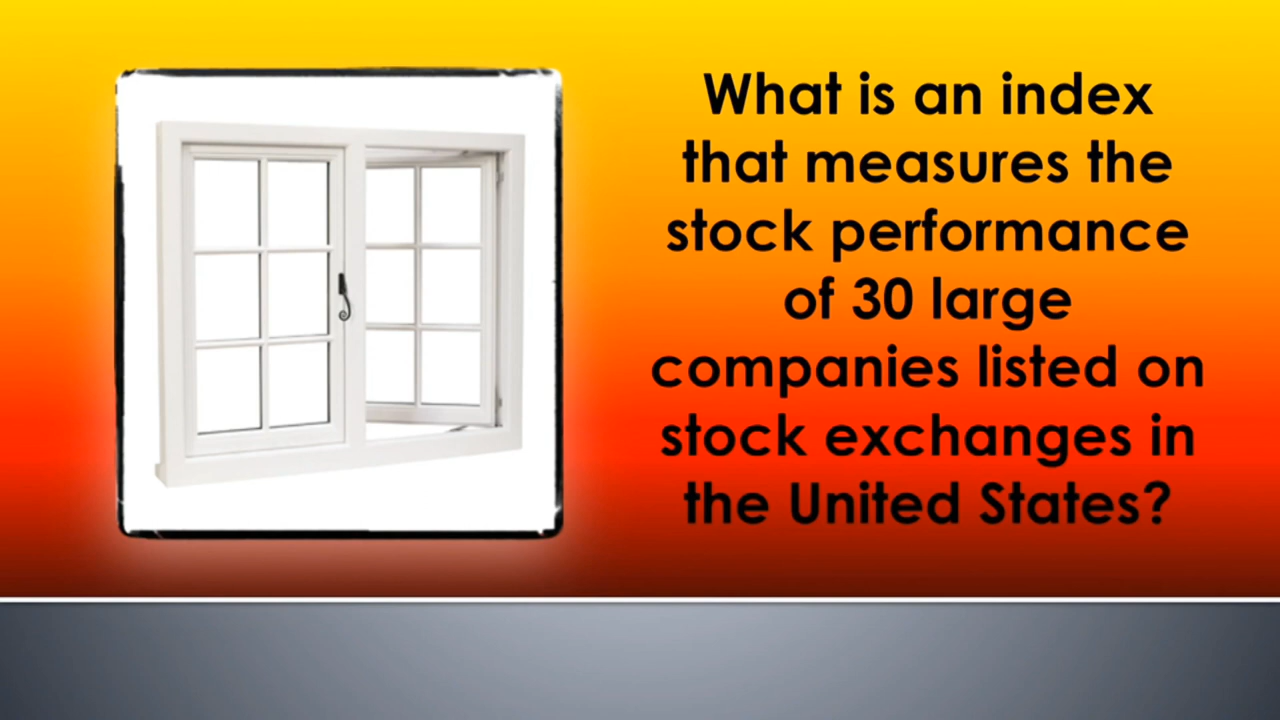 What is an index
that measures the
stock performance
of 30 large
companies listed on
stock exchanges in
the United States?